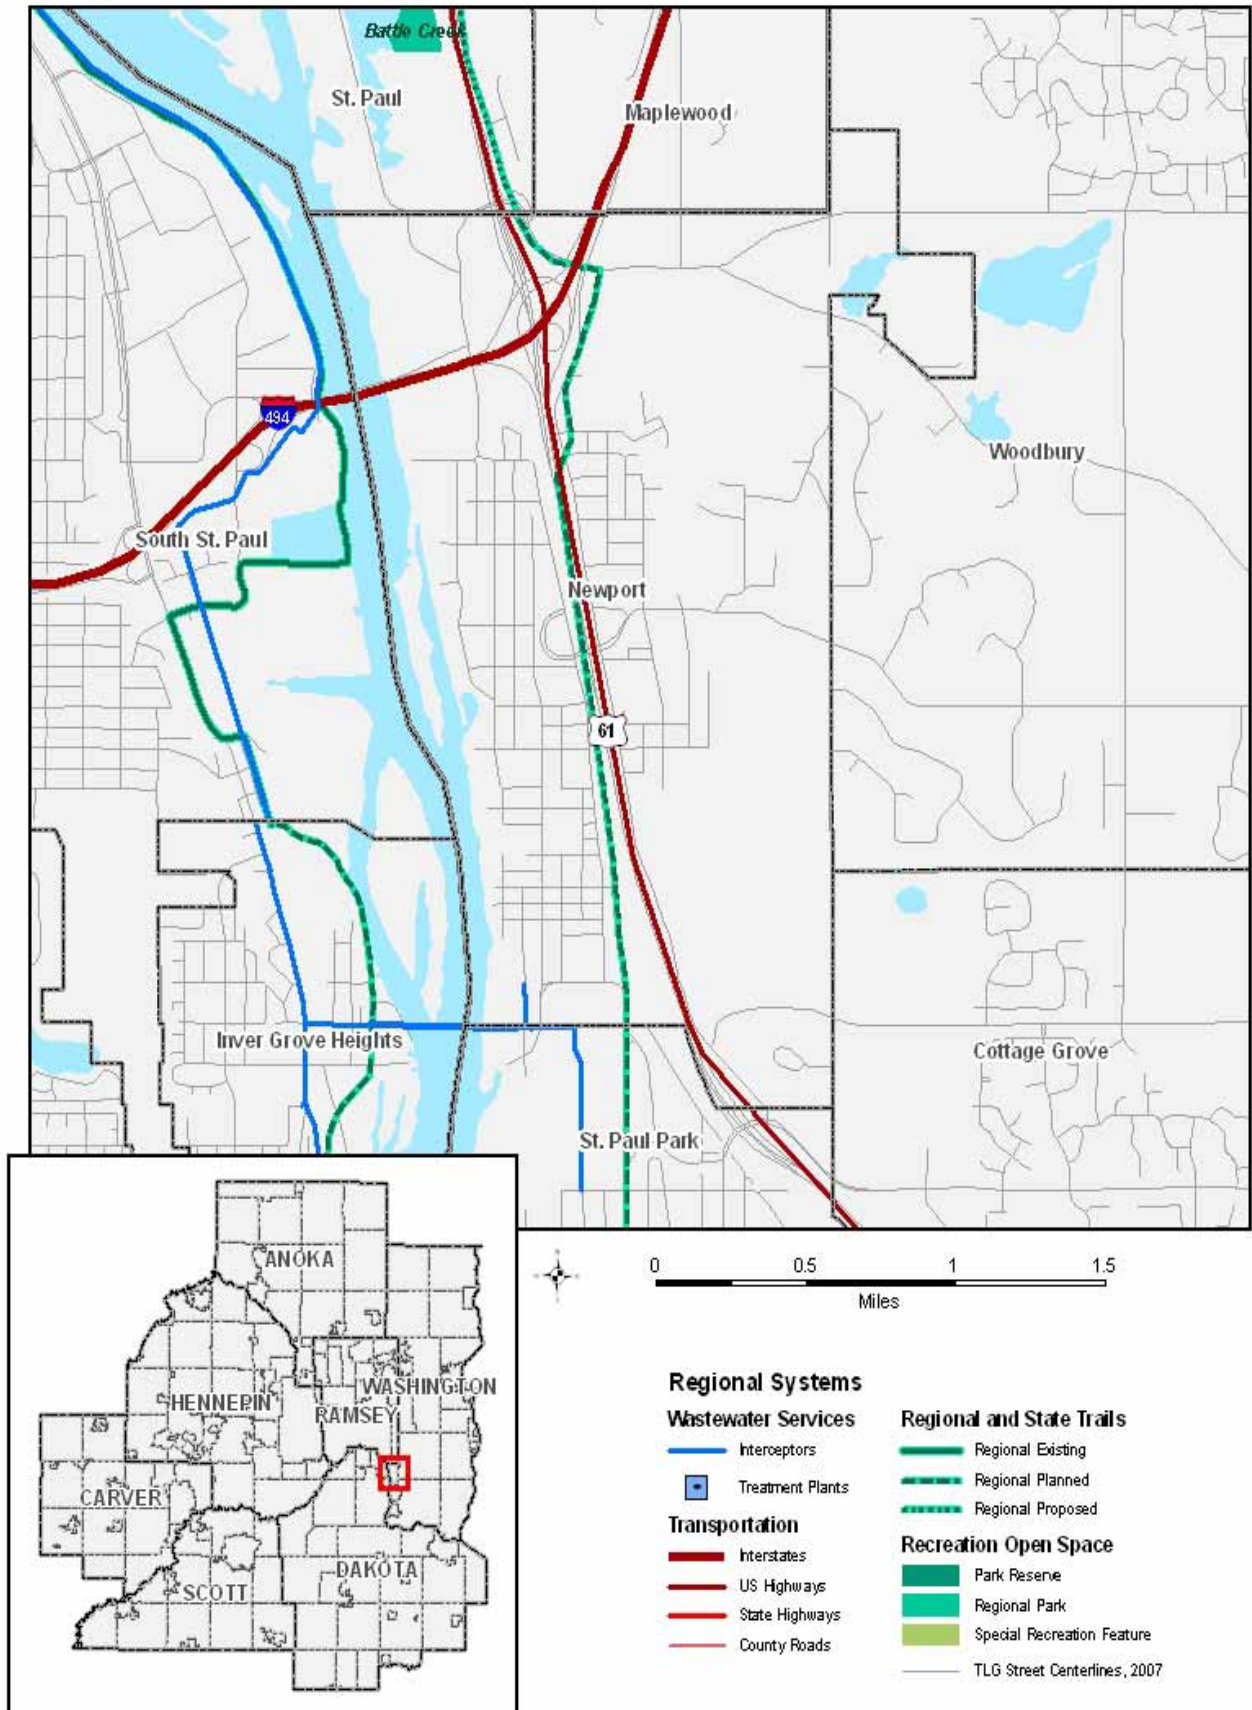 Battle Creek
St. Paul
Maplewood
494
Woodbury
South St. Paul
Newport
61
Inver Grove Heights
Cottage Grove
St. Paul Park
ANOKA
WASHINGTON
HENNEPIN
RAMSEY
CARVER
DAKOTA
SCOTT
0 0.5 1 1.5
Miles
Regional Systems
Wastewater Services
Interceptors
Treatment Plants
Transportation
Interstates
US Highways
State Highways
County Roads
Regional and State Trails
Regional Existing
Regional Planned
Regional Proposed
Recreation Open Space
Park Reserve
Regional Park
Special Recreation Feature
TLG Street Centerlines, 2007